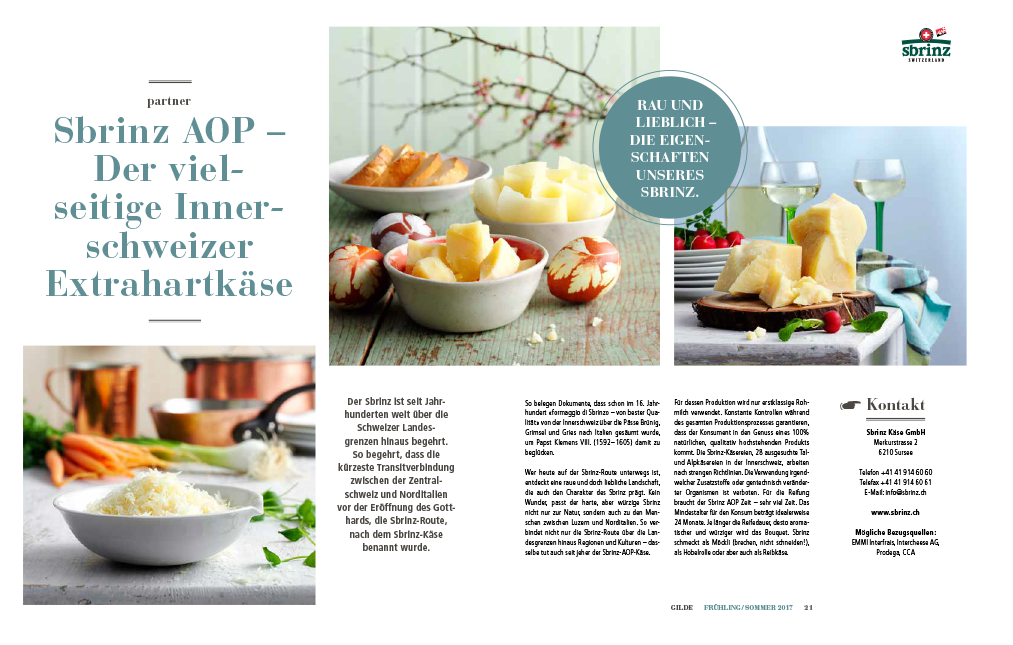 partner
Sbrinz AOP –
Der viel-
seitige Inner-
schweizer
Extrahartkäse
RAU UND
LIEBLICH –
DIE EIGEN-
SCHAFTEN
UNSERES
SBRINZ.
sbrinz
SWITZERLAND
Der Sbrinz ist seit Jahr-
hunderten weit über die
Schweizer Landes-
grenzen hinaus begehrt.
So begehrt, dass die
kürzeste Transitverbindung
zwischen der Zentral-
schweiz und Norditalien
vor der Eröffnung des Gott-
hards, die Sbrinz-Route,
nach dem Sbrinz-Käse
benannt wurde.
So belegen Dokumente, dass schon im 16. Jahr-
hundert «formaggio di Sbrinzo – von bester Qua-
lität» von der Innerschweiz über die Pässe Brünig,
Grimsel und Gries nach Italien gesäumt wurde,
um Papst Klemens VIII. (1592–1605) damit zu
beglücken.
Wer heute auf der Sbrinz-Route unterwegs ist,
entdeckt eine raue und doch liebliche Landschaft,
die auch den Charakter des Sbrinz prägt. Kein
Wunder, passt der harte, aber würzige Sbrinz
nicht nur zur Natur, sondern auch zu den Men-
schen zwischen Luzern und Norditalien. So ver-
bindet nicht nur die Sbrinz-Route über die Lan-
desgrenzen hinaus Regionen und Kulturen – das-
selbe tut auch seit jeher der Sbrinz-AOP-Käse.
Für dessen Produktion wird nur erstklassige Roh-
milch verwendet. Konstante Kontrollen während
des gesamten Produktionsprozesses garantieren,
dass der Konsument in den Genuss eines 100%
natürlichen, qualitativ hochstehenden Produkts
kommt. Die Sbrinz-Käsereien, 28 ausgesuchte Tal-
und Alpkäsereien in der Innerschweiz, arbeiten
nach strengen Richtlinien. Die Verwendung irgend-
welcher Zusatzstoffe oder gentechnisch veränder-
ter Organismen ist verboten. Für die Reifung
braucht der Sbrinz AOP Zeit – sehr viel Zeit. Das
Mindestalter für den Konsum beträgt idealerweise
24 Monate. Je länger die Reifedauer, desto aroma-
tischer und würziger wird das Bouquet. Sbrinz
schmeckt als Möckli (brechen, nicht schneiden!),
als Hobelrolle oder aber auch als Reibkäse.
Kontakt
Sbrinz Käse GmbH
Merkurstrasse 2
6210 Sursee
Telefon +41 41 914 60 60
Telefax +41 41 914 60 61
E-Mail: info@sbrinz.ch
www.sbrinz.ch
Mögliche Bezugsquellen:
EMMI Interfrais, Intercheese AG,
Prodega, CCA
GILDE FRÜHLING/SOMMER 2017 21